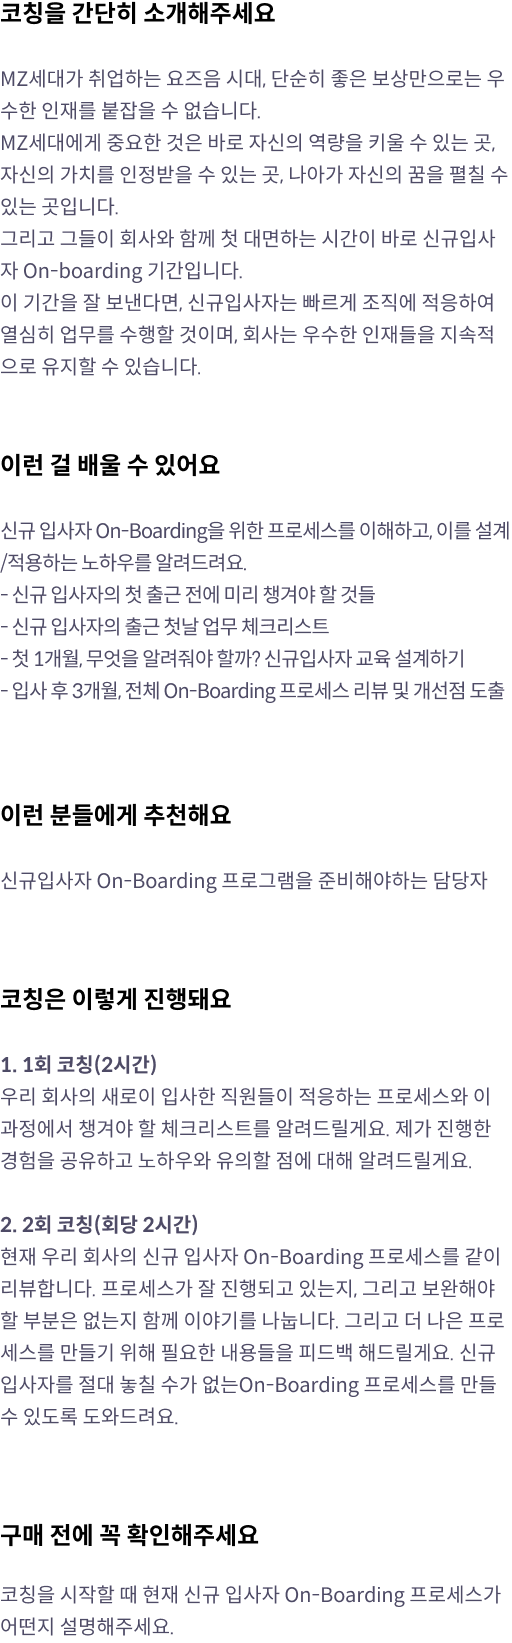 코칭을 간단히 소개해주세요
MZ세대가 취업하는 요즈음 시대, 단순히 좋은 보상만으로는 우
수한 인재를 붙잡을 수 없습니다.
MZ세대에게 중요한 것은 바로 자신의 역량을 키울 수 있는 곳,
자신의 가치를 인정받을 수 있는 곳, 나아가 자신의 꿈을 펼칠 수
있는 곳입니다.
그리고 그들이 회사와 함께 첫 대면하는 시간이 바로 신규입사
자 On-boarding 기간입니다.
이 기간을 잘 보낸다면, 신규입사자는 빠르게 조직에 적응하여
열심히 업무를 수행할 것이며, 회사는 우수한 인재들을 지속적
으로 유지할 수 있습니다.
이런 걸 배울 수 있어요
신규 입사자 On-Boarding을 위한 프로세스를 이해하고, 이를 설계
/적용하는 노하우를 알려드려요.
- 신규 입사자의 첫 출근 전에 미리 챙겨야 할 것들
- 신규 입사자의 출근 첫날 업무 체크리스트
- 첫 1개월, 무엇을 알려줘야 할까? 신규입사자 교육 설계하기
- 입사 후 3개월, 전체 On-Boarding 프로세스 리뷰 및 개선점 도출
이런 분들에게 추천해요
신규입사자 On-Boarding 프로그램을 준비해야하는 담당자
코칭은 이렇게 진행돼요
1. 1회 코칭(2시간)
우리 회사의 새로이 입사한 직원들이 적응하는 프로세스와 이
과정에서 챙겨야 할 체크리스트를 알려드릴게요. 제가 진행한
경험을 공유하고 노하우와 유의할 점에 대해 알려드릴게요.
2. 2회 코칭(회당 2시간)
현재 우리 회사의 신규 입사자 On-Boarding 프로세스를 같이
리뷰합니다. 프로세스가 잘 진행되고 있는지, 그리고 보완해야
할 부분은 없는지 함께 이야기를 나눕니다. 그리고 더 나은 프로
세스를 만들기 위해 필요한 내용들을 피드백 해드릴게요. 신규
입사자를 절대 놓칠 수가 없는On-Boarding 프로세스를 만들
수 있도록 도와드려요.
구매 전에 꼭 확인해주세요
코칭을 시작할 때 현재 신규 입사자 On-Boarding 프로세스가
어떤지 설명해주세요.